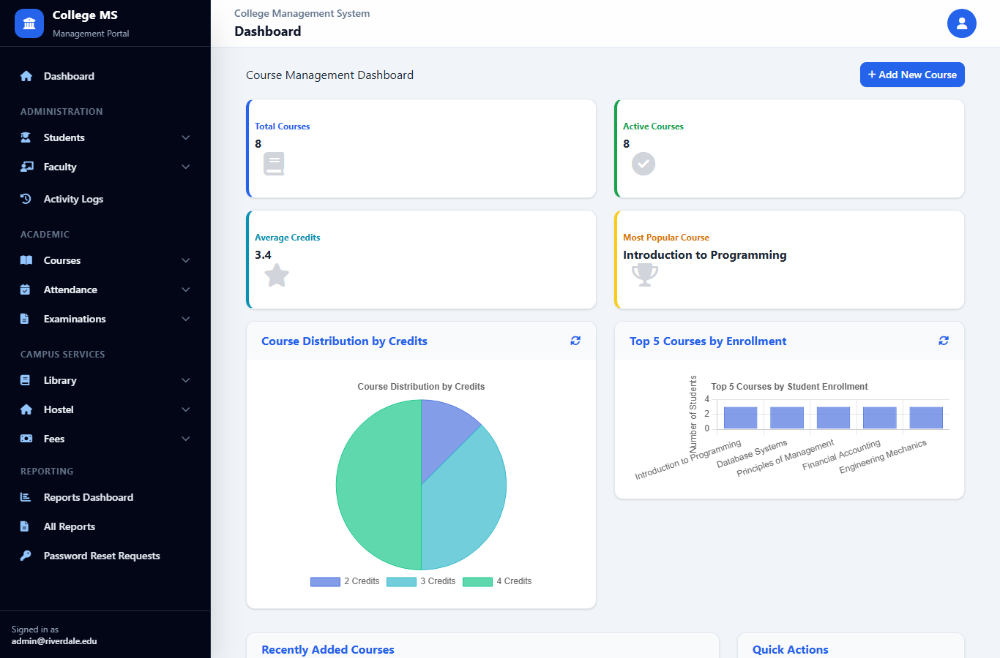 College MS
Management Portal
Dashboard
ADMINISTRATION
Students
Faculty
Activity Logs
ACADEMIC
Courses
Attendance
Examinations
CAMPUS SERVICES
Library
Hostel
Fees
REPORTING
Reports Dashboard
All Reports
Password Reset Requests
Signed in as
admin@riverdale.edu
College Management System
Dashboard
Course Management Dashboard
+ Add New Course
Total Courses
8
Active Courses
8
Average Credits
3.4
Most Popular Course
Introduction to Programming
Course Distribution by Credits
Course Distribution by Credits
2 Credits
3 Credits
4 Credits
Top 5 Courses by Enrollment
Top 5 Courses by Student Enrollment
Number of Students
4
2
0
Introduction to Programming
Database Systems
Principles of Management
Financial Accounting
Engineering Mechanics
Recently Added Courses
Quick Actions